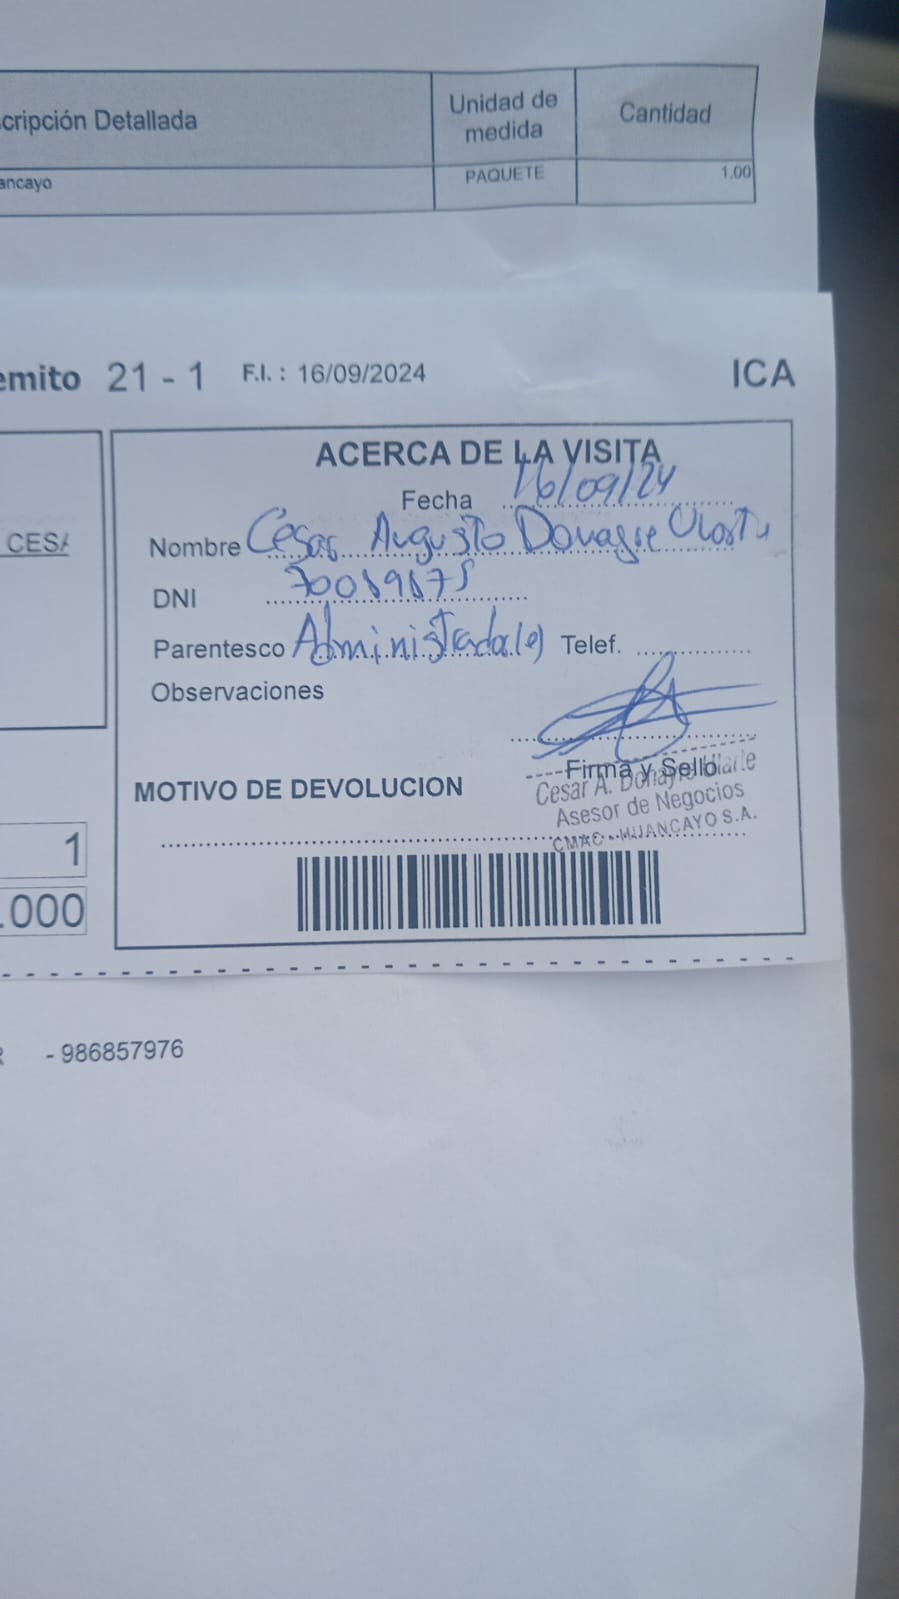 cripción Detallada
Unidad de
medida
Cantidad
ancayo
PAQUETE
1.00
emito 21 - 1 F.I. : 16/09/2024
ICA
ACERCA DE LA VISITA
Fecha 16/09/24
CESA
Nombre Cesar Augusto
DNI
Parentesco Administrado(e) Telef.
Observaciones
Firma y Sello
Cesar A.
Asesor de Negocios
CMAC HUANCAYO S.A.
MOTIVO DE DEVOLUCION
1
.000
- 986857976